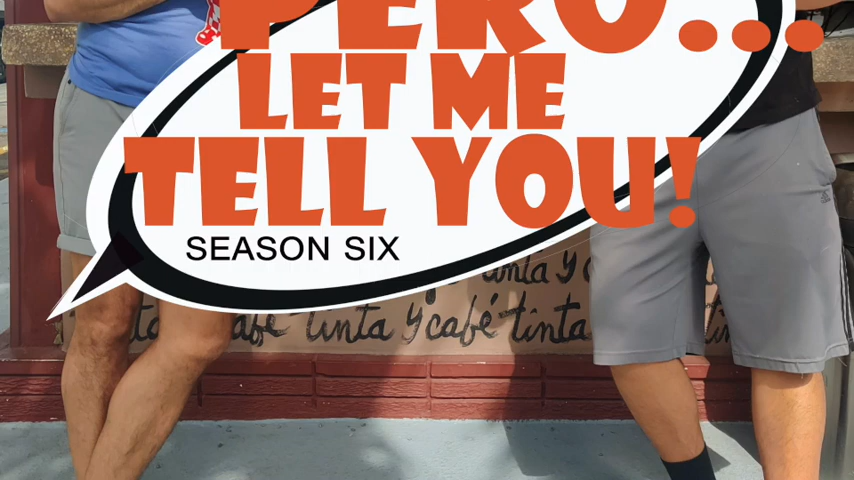 PERO...
LET ME
TELL YOU!
SEASON SIX
tinta y c
café tinta y café tinta